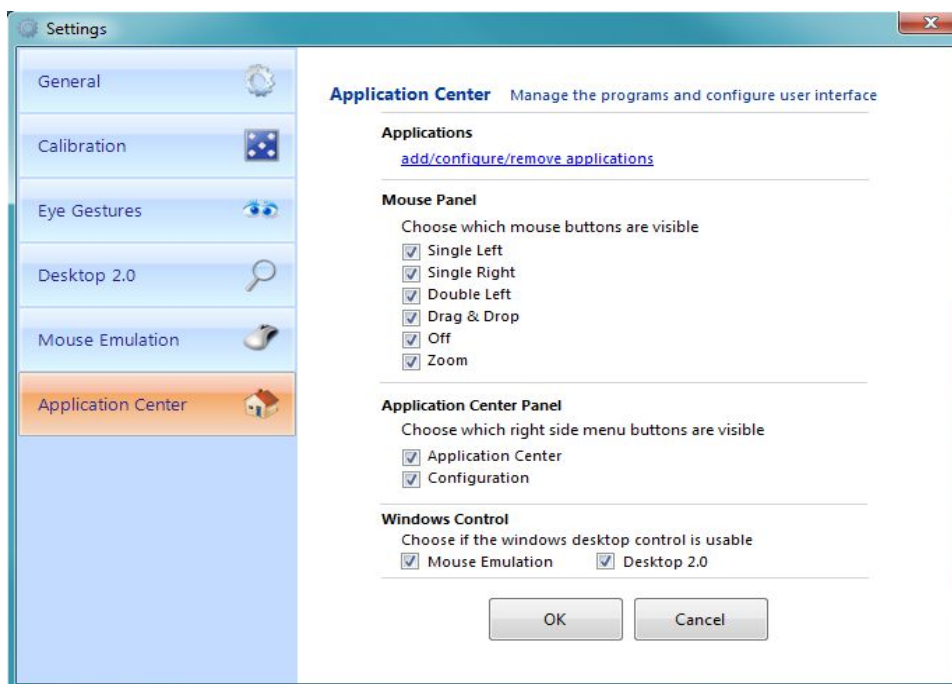 Settings
General
Calibration
Eye Gestures
Desktop 2.0
Mouse Emulation
Application Center
Application Center Manage the programs and configure user interface
Applications
add/configure/remove applications
Mouse Panel
Choose which mouse buttons are visible
Single Left
Single Right
Double Left
Drag & Drop
Off
Zoom
Application Center Panel
Choose which right side menu buttons are visible
Application Center
Configuration
Windows Control
Choose if the windows desktop control is usable
Mouse Emulation Desktop 2.0
OK Cancel